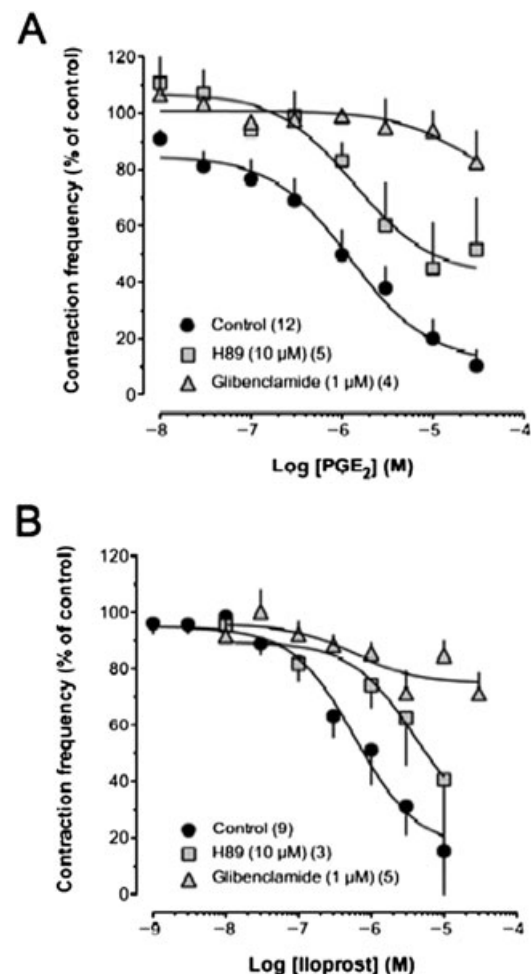 A
Contraction frequency (% of control)
120
100
80
60
40
20
0
Control (12)
H89 (10 µM) (5)
Glibenclamide (1 µM) (4)
−8 −7 −6 −5 −4
Log [PGE₂] (M)
B
Contraction frequency (% of control)
120
100
80
60
40
20
0
Control (9)
H89 (10 µM) (3)
Glibenclamide (1 µM) (5)
−9 −8 −7 −6 −5 −4
Log [Iloprost] (M)